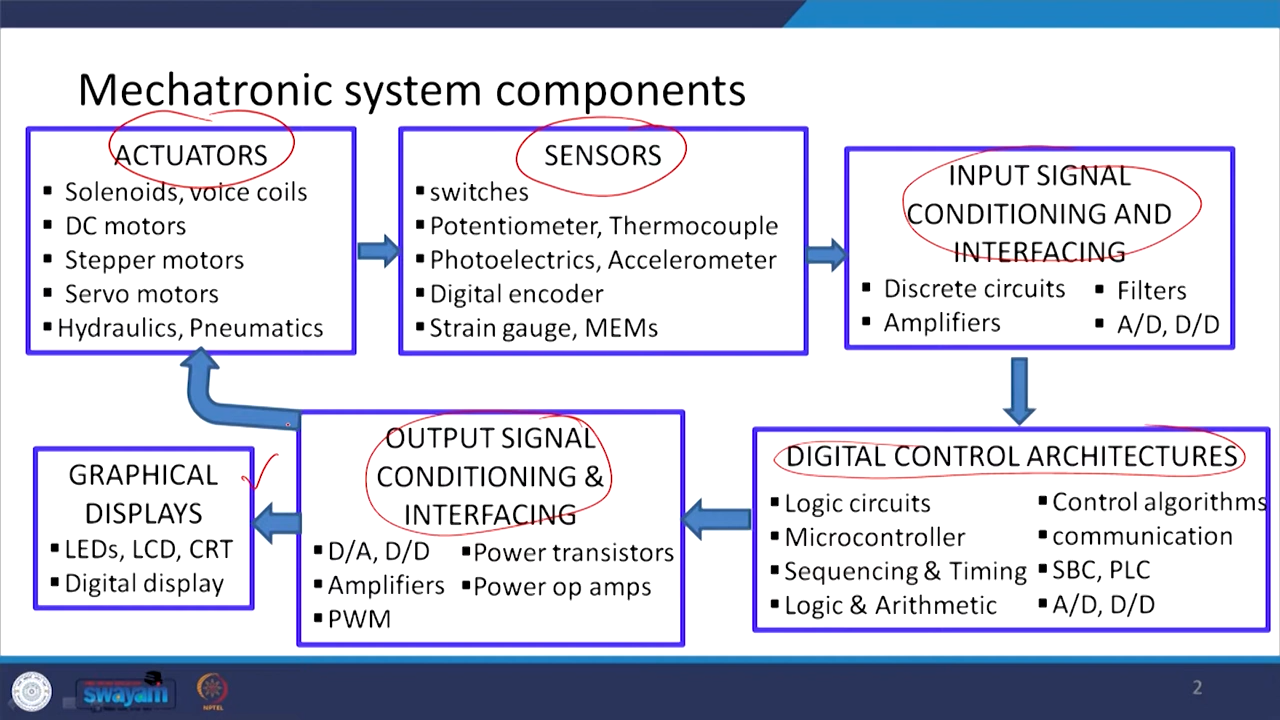 Mechatronic system components
ACTUATORS
▪ Solenoids, voice coils
▪ DC motors
▪ Stepper motors
▪ Servo motors
▪ Hydraulics, Pneumatics
SENSORS
▪ switches
▪ Potentiometer, Thermocouple
▪ Photoelectrics, Accelerometer
▪ Digital encoder
▪ Strain gauge, MEMs
INPUT SIGNAL
CONDITIONING AND
INTERFACING
▪ Discrete circuits
▪ Amplifiers
▪ Filters
▪ A/D, D/D
GRAPHICAL
DISPLAYS
▪ LEDs, LCD, CRT
▪ Digital display
OUTPUT SIGNAL
CONDITIONING &
INTERFACING
▪ D/A, D/D
▪ Amplifiers
▪ PWM
▪ Power transistors
▪ Power op amps
DIGITAL CONTROL ARCHITECTURES
▪ Logic circuits
▪ Microcontroller
▪ Sequencing & Timing
▪ Logic & Arithmetic
▪ Control algorithms
▪ communication
▪ SBC, PLC
▪ A/D, D/D
swayam
NPTEL
2